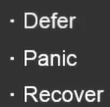 · Defer
· Panic
· Recover